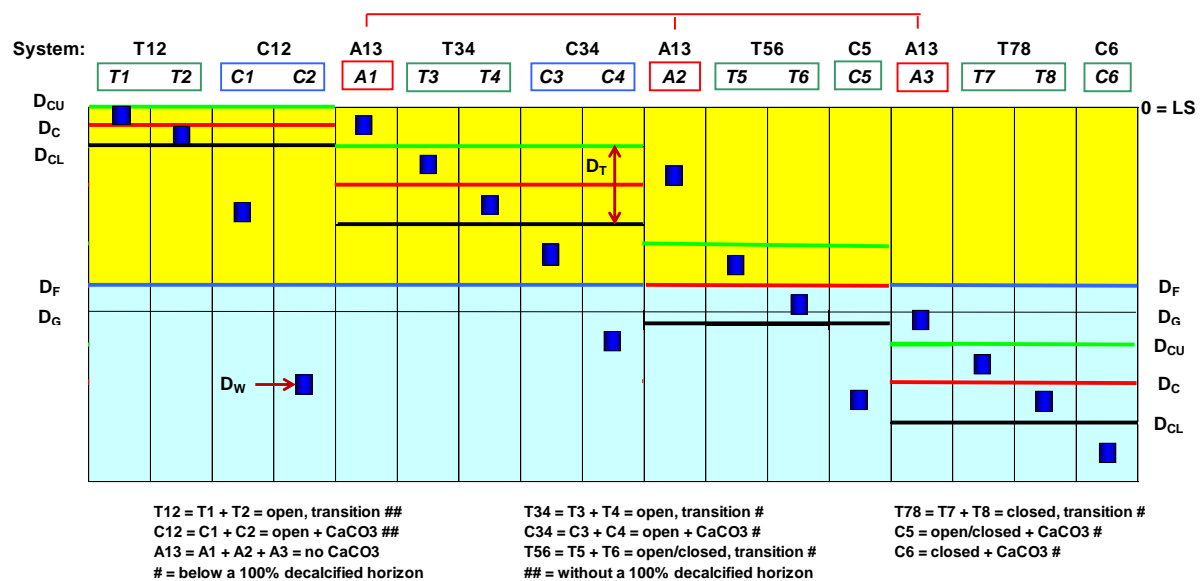 System: T12 C12 A13 T34 C34 A13 T56 C5 A13 T78 C6
T1 T2 C1 C2 A1 T3 T4 C3 C4 A2 T5 T6 C5 A3 T7 T8 C6
DCU 0 = LS
DC
DCL
DT
DF DF
DG DG
DCU
DW DC
DCL
T12 = T1 + T2 = open, transition ##
C12 = C1 + C2 = open + CaCO3 ##
A13 = A1 + A2 + A3 = no CaCO3
# = below a 100% decalcified horizon
T34 = T3 + T4 = open, transition #
C34 = C3 + C4 = open + CaCO3 #
T56 = T5 + T6 = open/closed, transition #
## = without a 100% decalcified horizon
T78 = T7 + T8 = closed, transition #
C5 = open/closed + CaCO3 #
C6 = closed + CaCO3 #